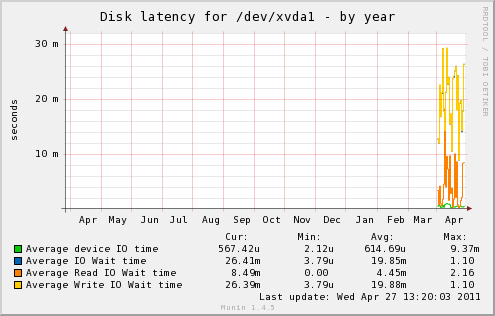 Disk latency for /dev/xvda1 - by year
RRDTOOL / TOBI OETIKER
seconds
30 m
20 m
10 m
0
Apr May Jun Jul Aug Sep Oct Nov Dec Jan Feb Mar Apr
Cur: Min: Avg: Max:
Average device IO time 567.42u 2.12u 614.69u 9.37m
Average IO Wait time 26.41m 3.79u 19.85m 1.10
Average Read IO Wait time 8.49m 0.00 4.45m 2.16
Average Write IO Wait time 26.39m 3.79u 19.88m 1.10
Last update: Wed Apr 27 13:20:03 2011
Munin 1.4.5